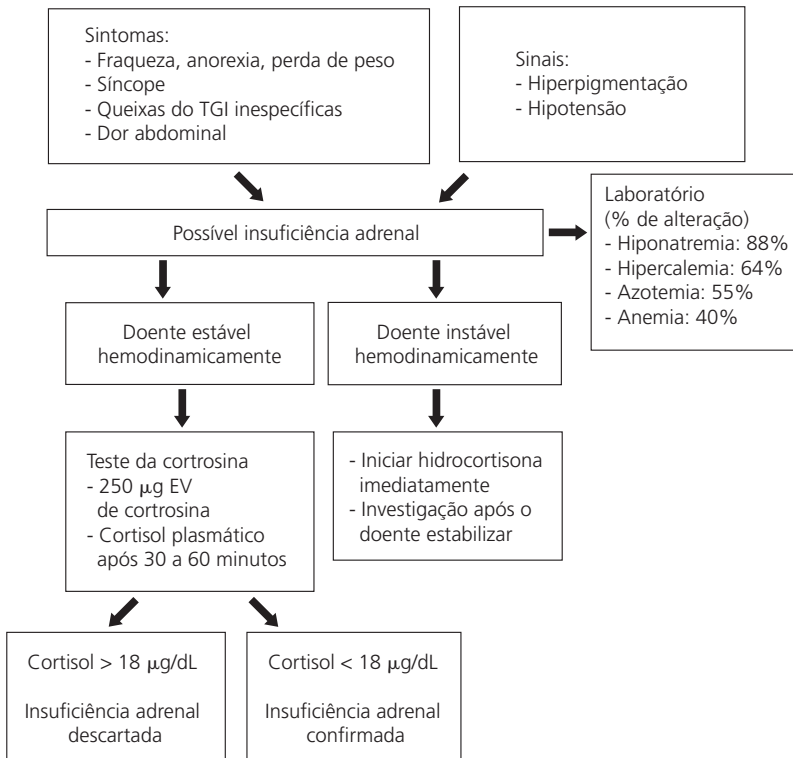 Sintomas:
- Fraqueza, anorexia, perda de peso
- Síncope
- Queixas do TGI inespecíficas
- Dor abdominal
Sinais:
- Hiperpigmentação
- Hipotensão
Possível insuficiência adrenal
Laboratório
(% de alteração)
- Hiponatremia: 88%
- Hipercalemia: 64%
- Azotemia: 55%
- Anemia: 40%
Doente estável
hemodinamicamente
Doente instável
hemodinamicamente
Teste da cortrosina
- 250 μg EV
de cortrosina
- Cortisol plasmático
após 30 a 60 minutos
- Iniciar hidrocortisona
imediatamente
- Investigação após o
doente estabilizar
Cortisol > 18 μg/dL
Insuficiência adrenal
descartada
Cortisol < 18 μg/dL
Insuficiência adrenal
confirmada